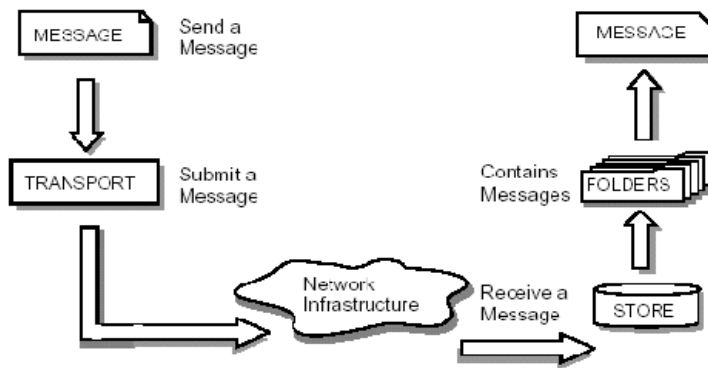 MESSAGE
Send a
Message
TRANSPORT
Submit a
Message
Network
Infrastructure
Receive a
Message
STORE
Contains
Messages
FOLDERS
MESSAGE